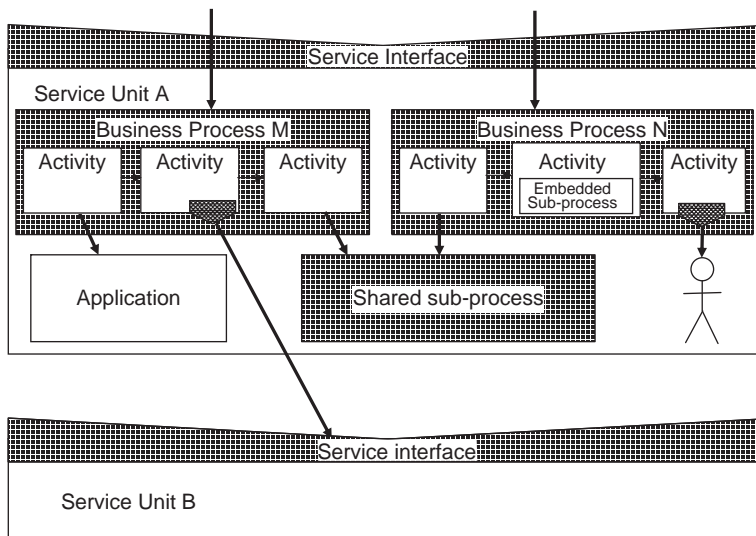 Service Interface
Service Unit A
Business Process M
Business Process N
Activity
Activity
Activity
Activity
Activity
Activity
Embedded
Sub-process
Application
Shared sub-process
Service interface
Service Unit B